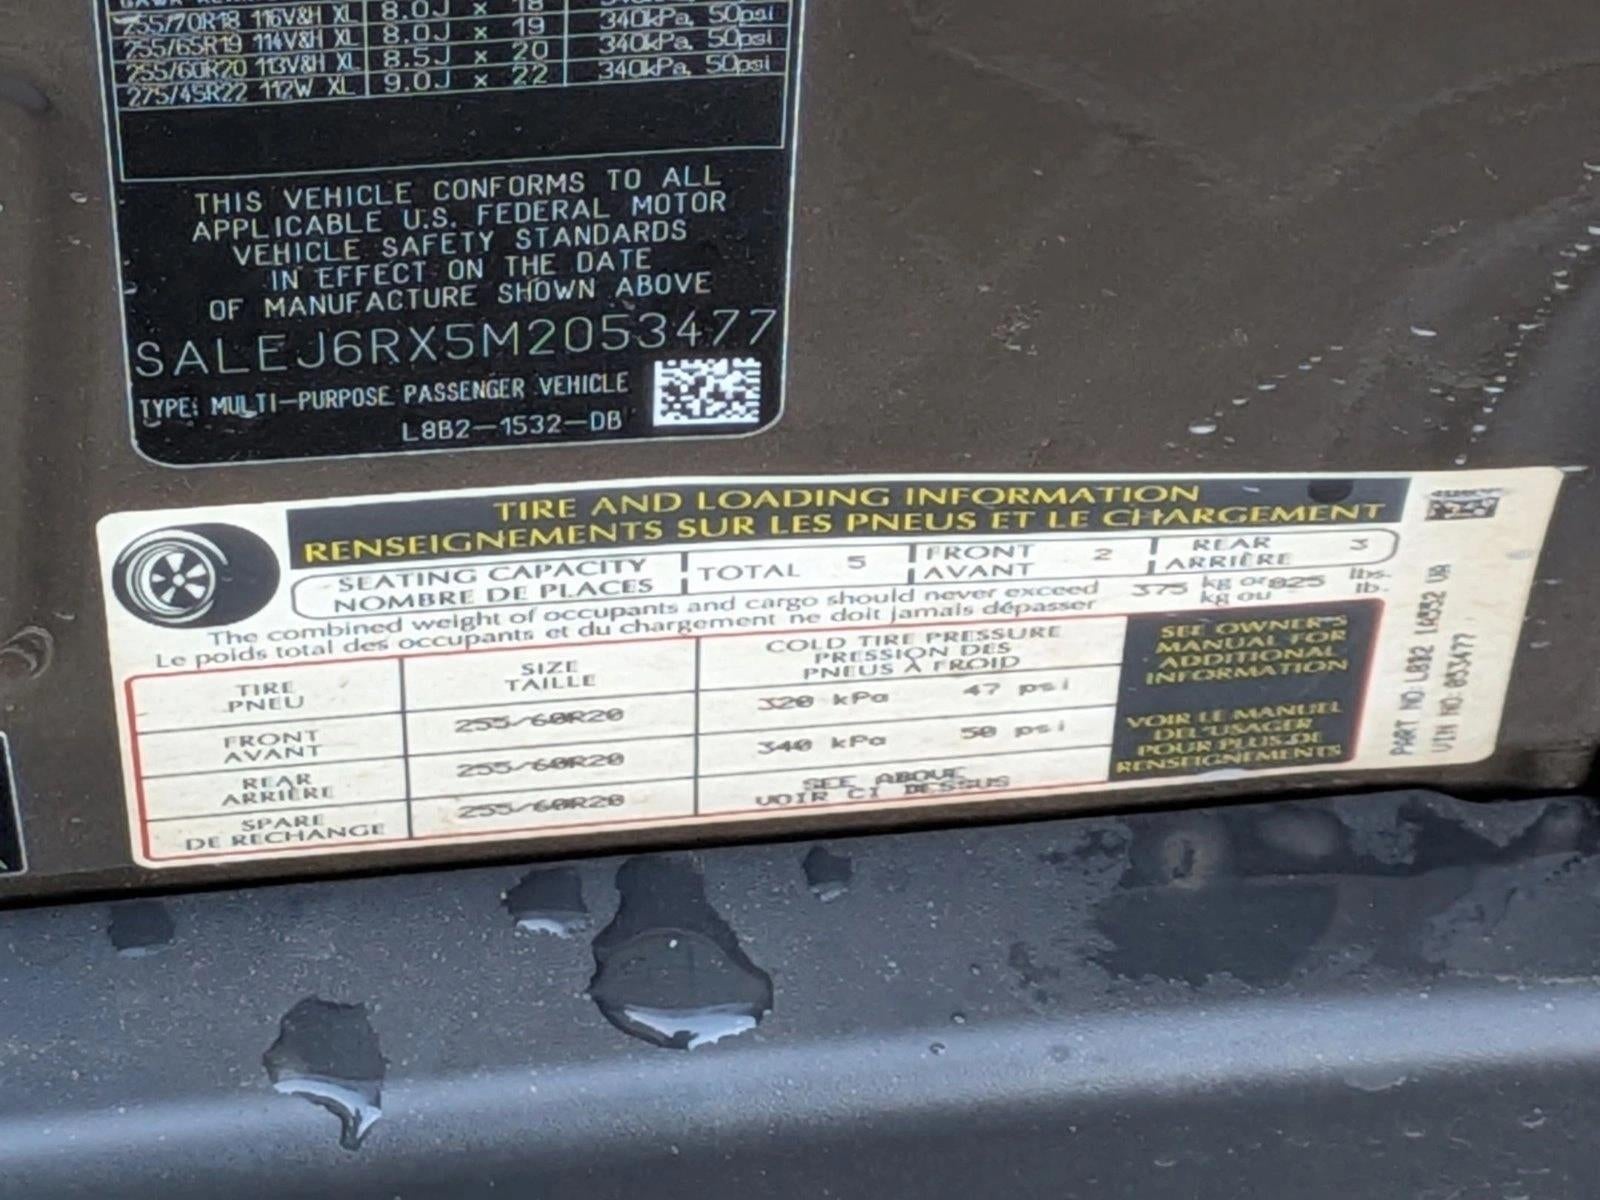 255/70R18 116V&H XL 8.0J x 18 340kPa, 50psi
255/65R19 114V&H XL 8.0J x 19 340kPa, 50psi
255/60R20 113V&H XL 8.5J x 20 340kPa, 50psi
275/45R22 112W XL 9.0J x 22 340kPa, 50psi
THIS VEHICLE CONFORMS TO ALL
APPLICABLE U.S. FEDERAL MOTOR
VEHICLE SAFETY STANDARDS
IN EFFECT ON THE DATE
OF MANUFACTURE SHOWN ABOVE
SALEJ6RX5M2053477
TYPE: MULTI-PURPOSE PASSENGER VEHICLE
L8B2-1532-DB
TIRE AND LOADING INFORMATION
RENSEIGNEMENTS SUR LES PNEUS ET LE CHARGEMENT
SEATING CAPACITY
NOMBRE DE PLACES
TOTAL 5
FRONT
AVANT
2
REAR
ARRIÈRE
3
The combined weight of occupants and cargo should never exceed
Le poids total des occupants et du chargement ne doit jamais dépasser
375 kg or 825 lbs.
kg ou lb.
TIRE
PNEU
SIZE
TAILLE
COLD TIRE PRESSURE
PRESSION DES
PNEUS À FROID
FRONT
AVANT
255/60R20
320 kPa 47 psi
REAR
ARRIÈRE
255/60R20
340 kPa 50 psi
SPARE
DE RECHANGE
255/60R20
SEE ABOVE
VOIR CI DESSUS
SEE OWNER'S
MANUAL FOR
ADDITIONAL
INFORMATION
VOIR LE MANUEL
DEL'USAGER
POUR PLUS DE
RENSEIGNEMENTS
PART NO: L8B2 1A552 UB
VIN NO: 053477